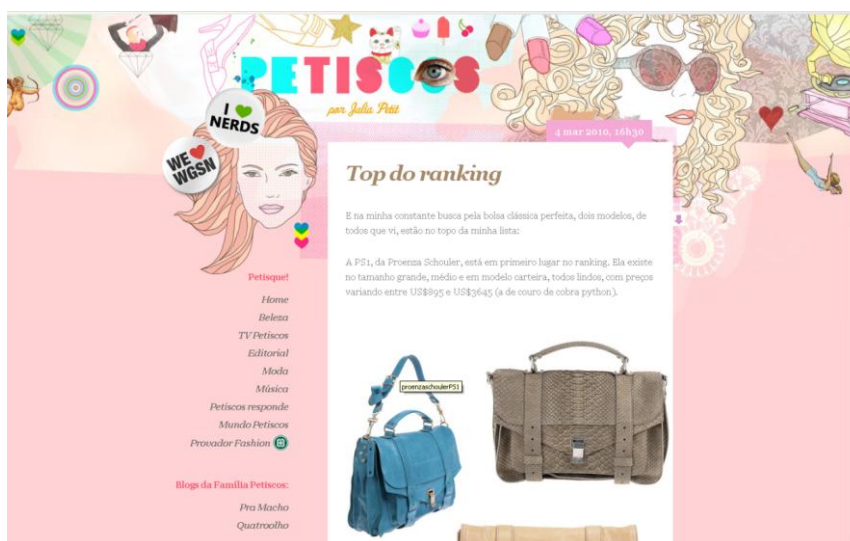 PETISCOS
por Julia Petit
I ♥ NERDS
WE ♥ WGSN
4 mar 2010, 16h30
Top do ranking
E na minha constante busca pela bolsa clássica perfeita, dois modelos, de
todos que vi, estão no topo da minha lista:
A PS1, da Proenza Schouler, está em primeiro lugar no ranking. Ela existe
no tamanho grande, médio e em modelo carteira, todos lindos, com preços
variando entre US$895 e US$3645 (a de couro de cobra python).
proenzaschoulerPS1
Petisque!
Home
Beleza
TV Petiscos
Editorial
Moda
Música
Petiscos responde
Mundo Petiscos
Provador Fashion
Blogs da Família Petiscos:
Pra Macho
Quatroolho